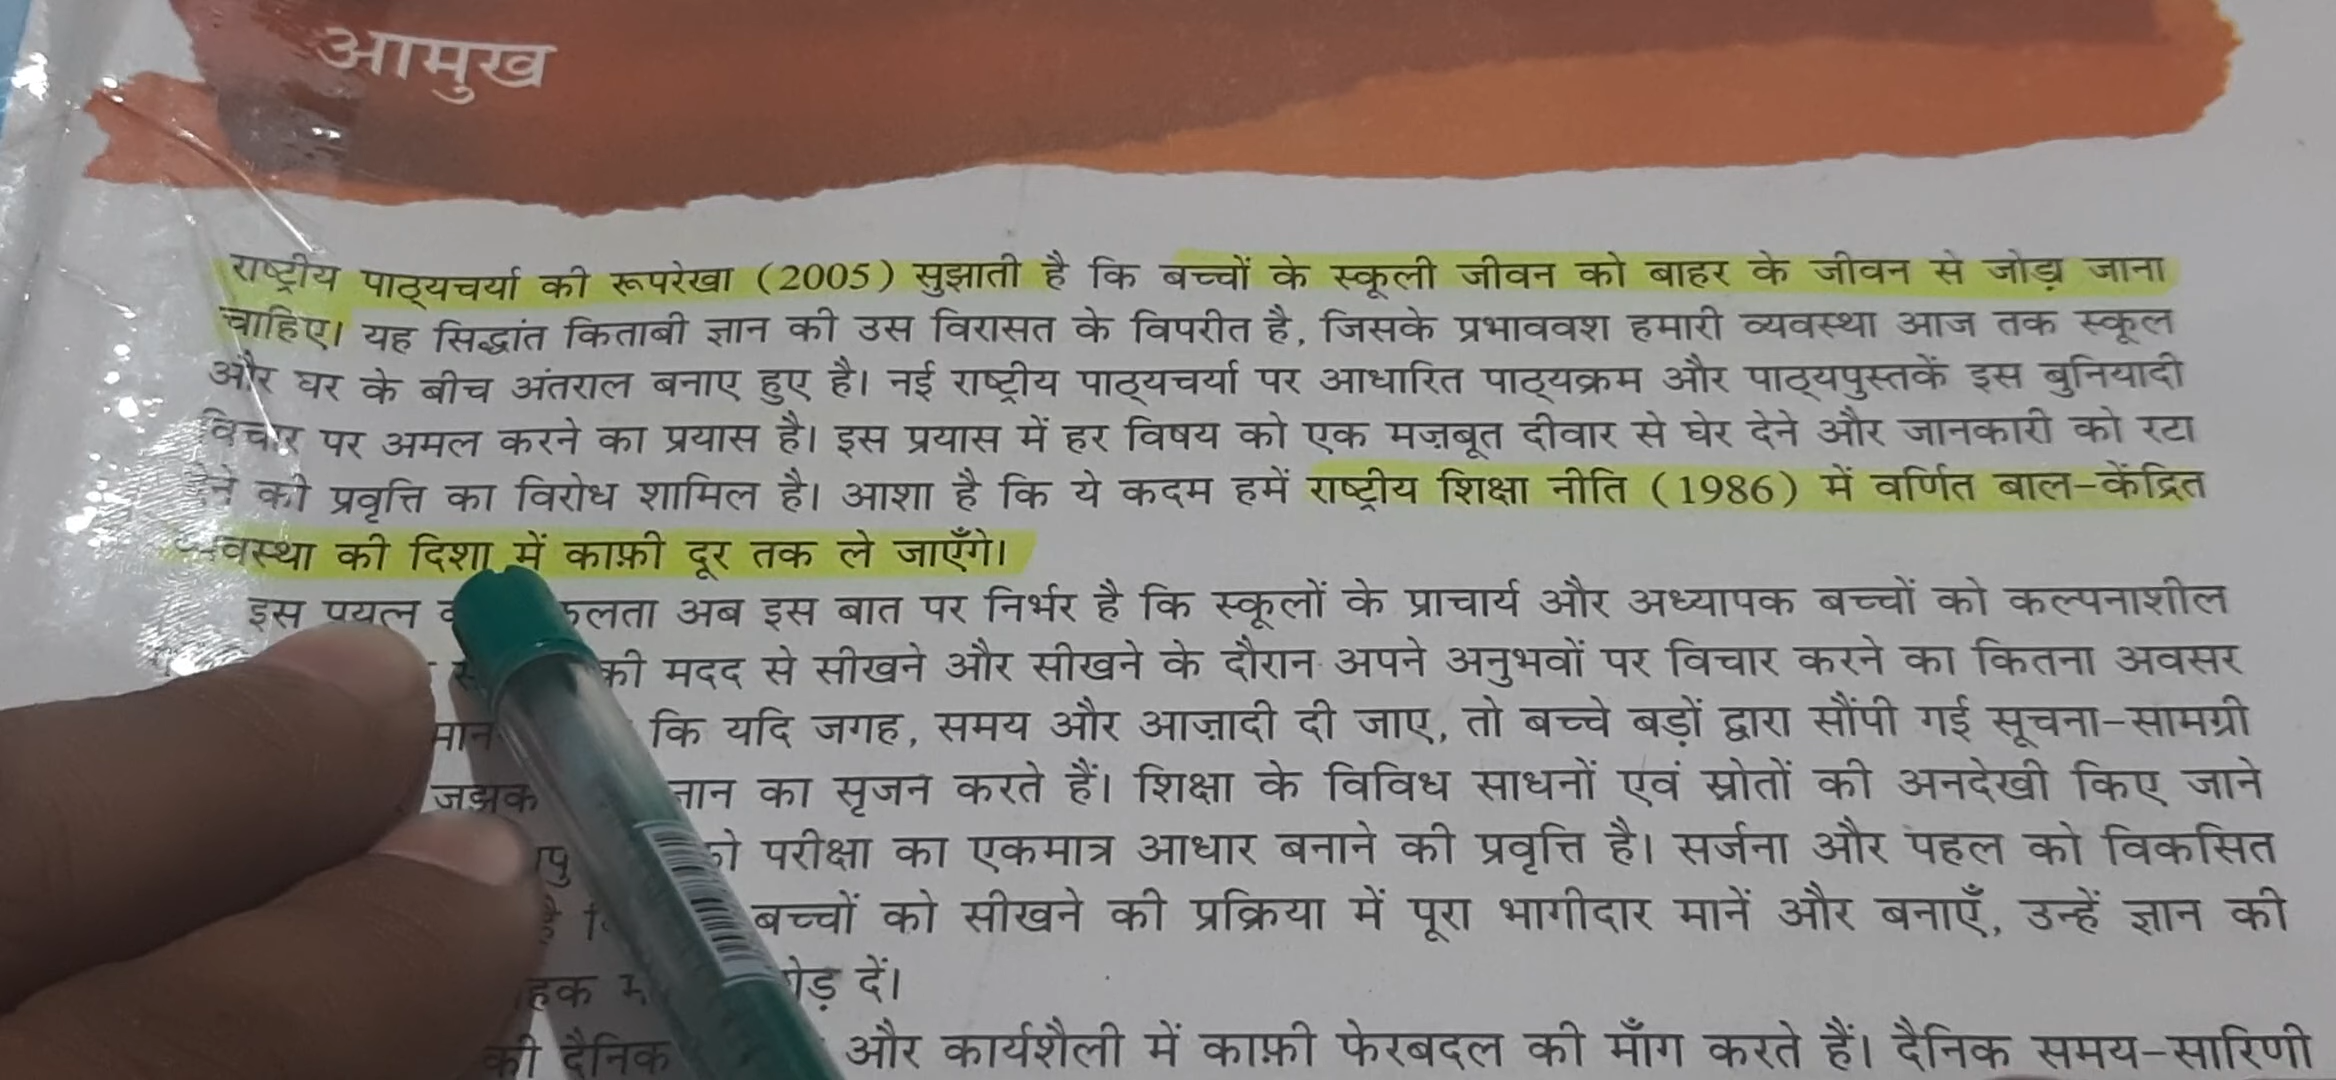 आमुख
राष्ट्रीय पाठ्यचर्या की रूपरेखा (2005) सुझाती है कि बच्चों के स्कूली जीवन को बाहर के जीवन से जोड़ा जाना
चाहिए। यह सिद्धांत किताबी ज्ञान की उस विरासत के विपरीत है, जिसके प्रभाववश हमारी व्यवस्था आज तक स्कूल
और घर के बीच अंतराल बनाए हुए है। नई राष्ट्रीय पाठ्यचर्या पर आधारित पाठ्यक्रम और पाठ्यपुस्तकें इस बुनियादी
विचार पर अमल करने का प्रयास है। इस प्रयास में हर विषय को एक मज़बूत दीवार से घेर देने और जानकारी को रटा
की प्रवृत्ति का विरोध शामिल है। आशा है कि ये कदम हमें राष्ट्रीय शिक्षा नीति (1986) में वर्णित बाल-केंद्रित
की दिशा में काफ़ी दूर तक ले जाएँगे।
इस अब इस बात पर निर्भर है कि स्कूलों के प्राचार्य और अध्यापक बच्चों को कल्पनाशील
की मदद से सीखने और सीखने के दौरान अपने अनुभवों पर विचार करने का कितना अवसर
कि यदि जगह, समय और आज़ादी दी जाए, तो बच्चे बड़ों द्वारा सौंपी गई सूचना-सामग्री
का सृजन करते हैं। शिक्षा के विविध साधनों एवं स्रोतों की अनदेखी किए जाने
परीक्षा का एकमात्र आधार बनाने की प्रवृत्ति है। सर्जना और पहल को विकसित
बच्चों को सीखने की प्रक्रिया में पूरा भागीदार मानें और बनाएँ, उन्हें ज्ञान की
दें।
की दैनिक और कार्यशैली में काफ़ी फेरबदल की माँग करते हैं। दैनिक समय-सारिणी